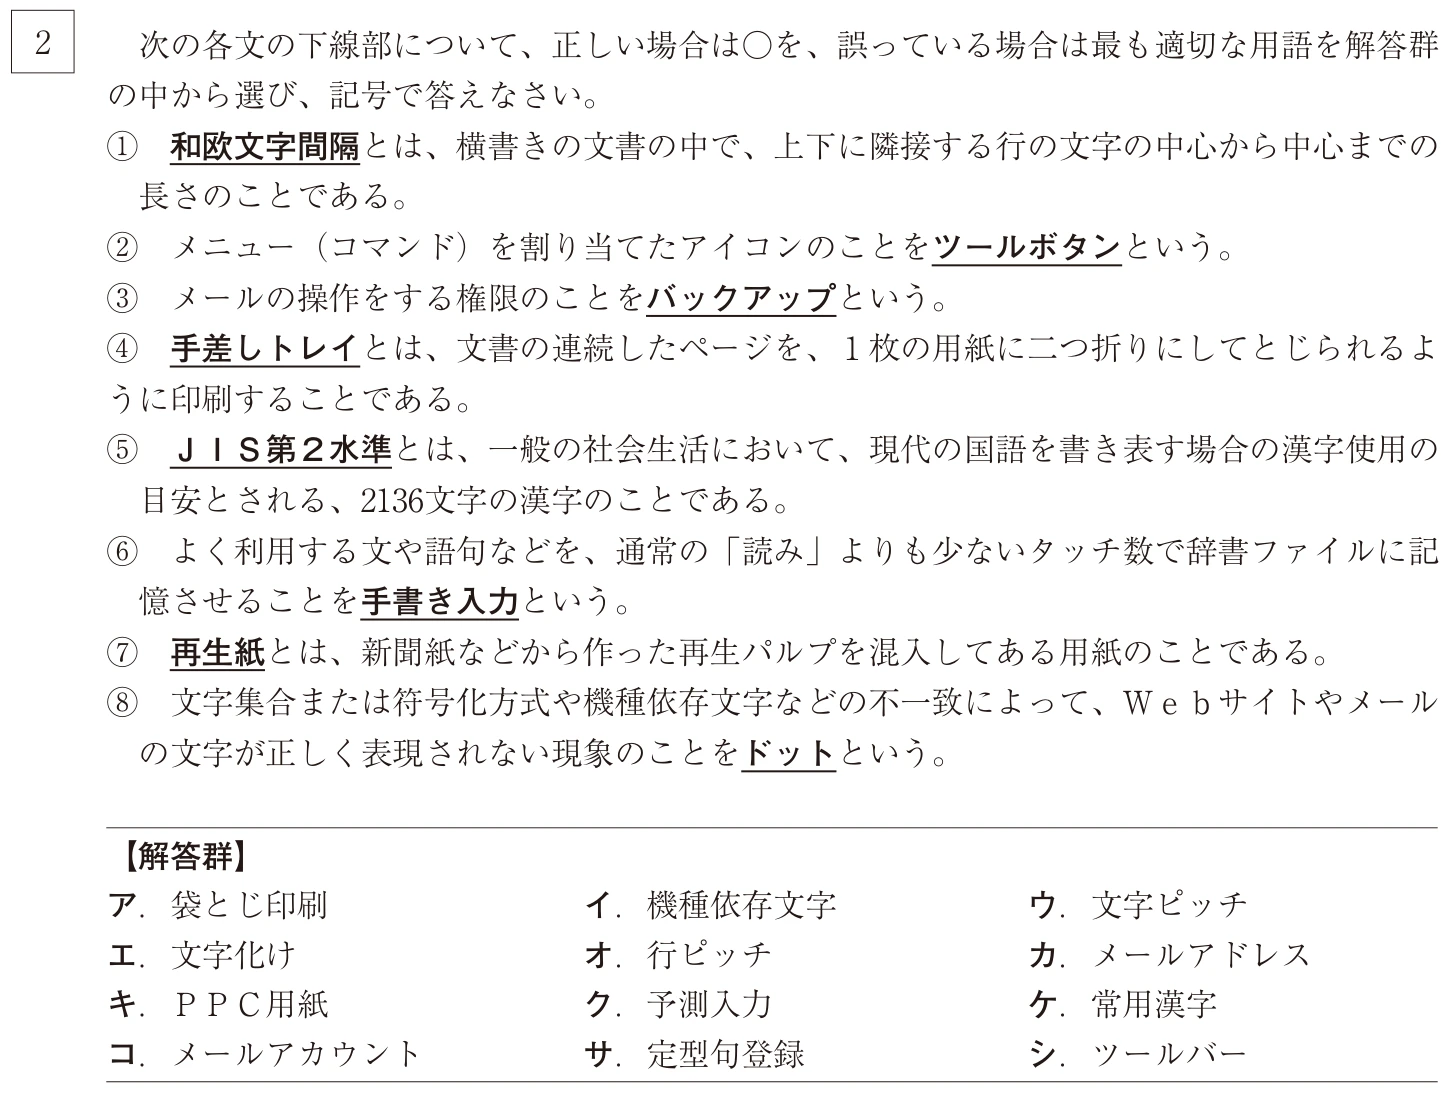 2
次の各文の下線部について、正しい場合は〇を、誤っている場合は最も適切な用語を解答群
の中から選び、記号で答えなさい。
① 和欧文字間隔とは、横書きの文書の中で、上下に隣接する行の文字の中心から中心までの
長さのことである。
② メニュー（コマンド）を割り当てたアイコンのことをツールボタンという。
③ メールの操作をする権限のことをバックアップという。
④ 手差しトレイとは、文書の連続したページを、１枚の用紙に二つ折りにしてとじられるよ
うに印刷することである。
⑤ ＪＩＳ第２水準とは、一般の社会生活において、現代の国語を書き表す場合の漢字使用の
目安とされる、2136文字の漢字のことである。
⑥ よく利用する文や語句などを、通常の「読み」よりも少ないタッチ数で辞書ファイルに記
憶させることを手書き入力という。
⑦ 再生紙とは、新聞紙などから作った再生パルプを混入してある用紙のことである。
⑧ 文字集合または符号化方式や機種依存文字などの不一致によって、Ｗｅｂサイトやメール
の文字が正しく表現されない現象のことをドットという。
【解答群】
ア．袋とじ印刷 イ．機種依存文字 ウ．文字ピッチ
エ．文字化け オ．行ピッチ カ．メールアドレス
キ．ＰＰＣ用紙 ク．予測入力 ケ．常用漢字
コ．メールアカウント サ．定型句登録 シ．ツールバー